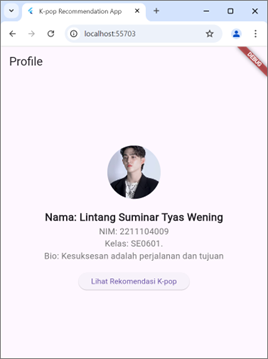 K-pop Recommendation App
localhost:55703
Profile
DEBUG
Nama: Lintang Suminar Tyas Wening
NIM: 2211104009
Kelas: SE0601.
Bio: Kesuksesan adalah perjalanan dan tujuan
Lihat Rekomendasi K-pop